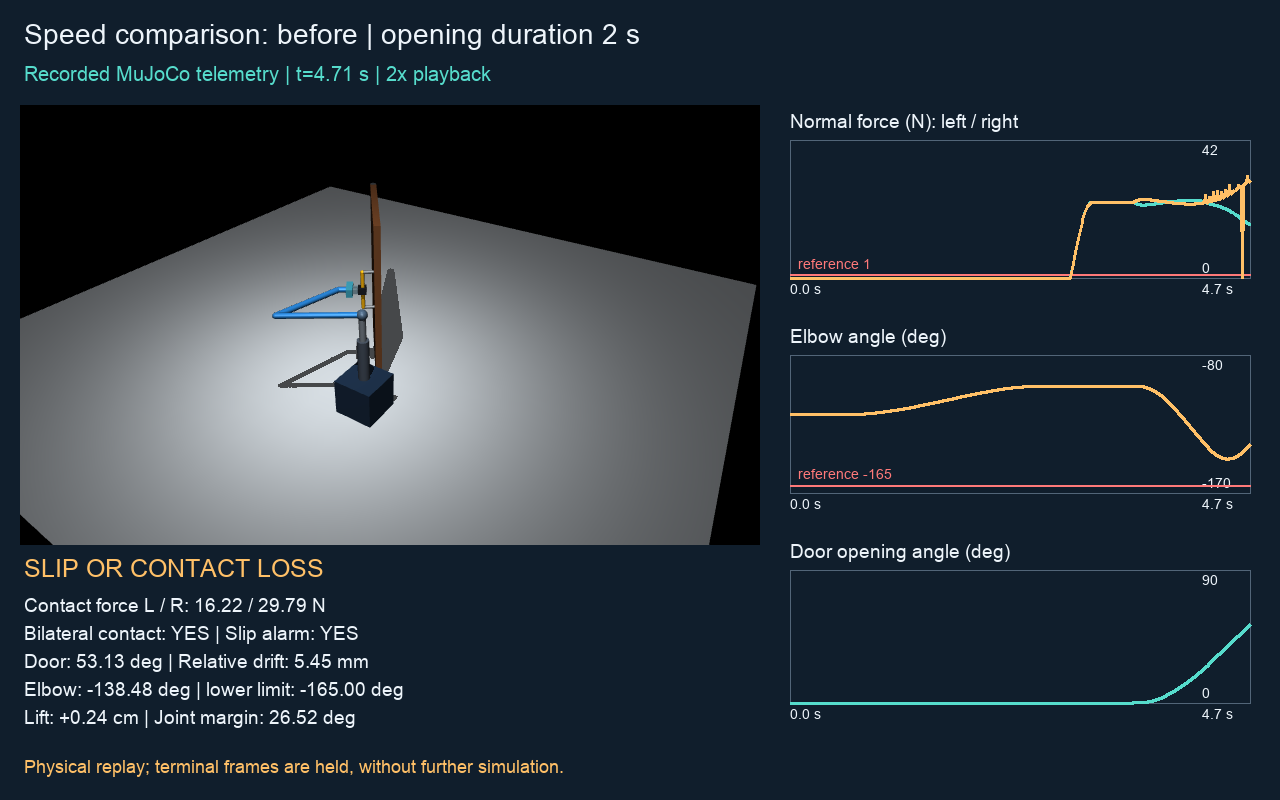 Speed comparison: before | opening duration 2 s
Recorded MuJoCo telemetry | t=4.71 s | 2x playback
Normal force (N): left / right
42
reference 1
0
0.0 s
4.7 s
Elbow angle (deg)
-80
reference -165
-170
0.0 s
4.7 s
Door opening angle (deg)
90
0
0.0 s
4.7 s
SLIP OR CONTACT LOSS
Contact force L / R: 16.22 / 29.79 N
Bilateral contact: YES | Slip alarm: YES
Door: 53.13 deg | Relative drift: 5.45 mm
Elbow: -138.48 deg | lower limit: -165.00 deg
Lift: +0.24 cm | Joint margin: 26.52 deg
Physical replay; terminal frames are held, without further simulation.